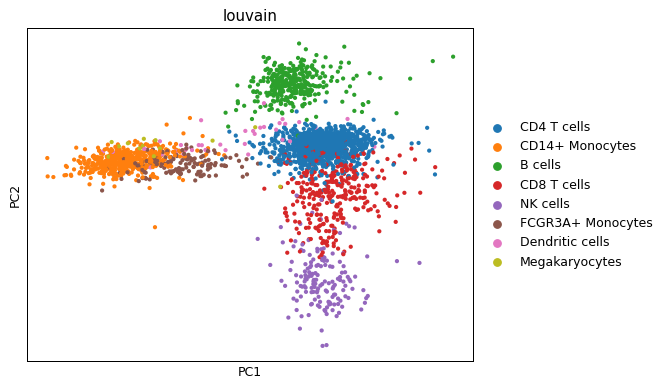 louvain
PC2
PC1
CD4 T cells
CD14+ Monocytes
B cells
CD8 T cells
NK cells
FCGR3A+ Monocytes
Dendritic cells
Megakaryocytes